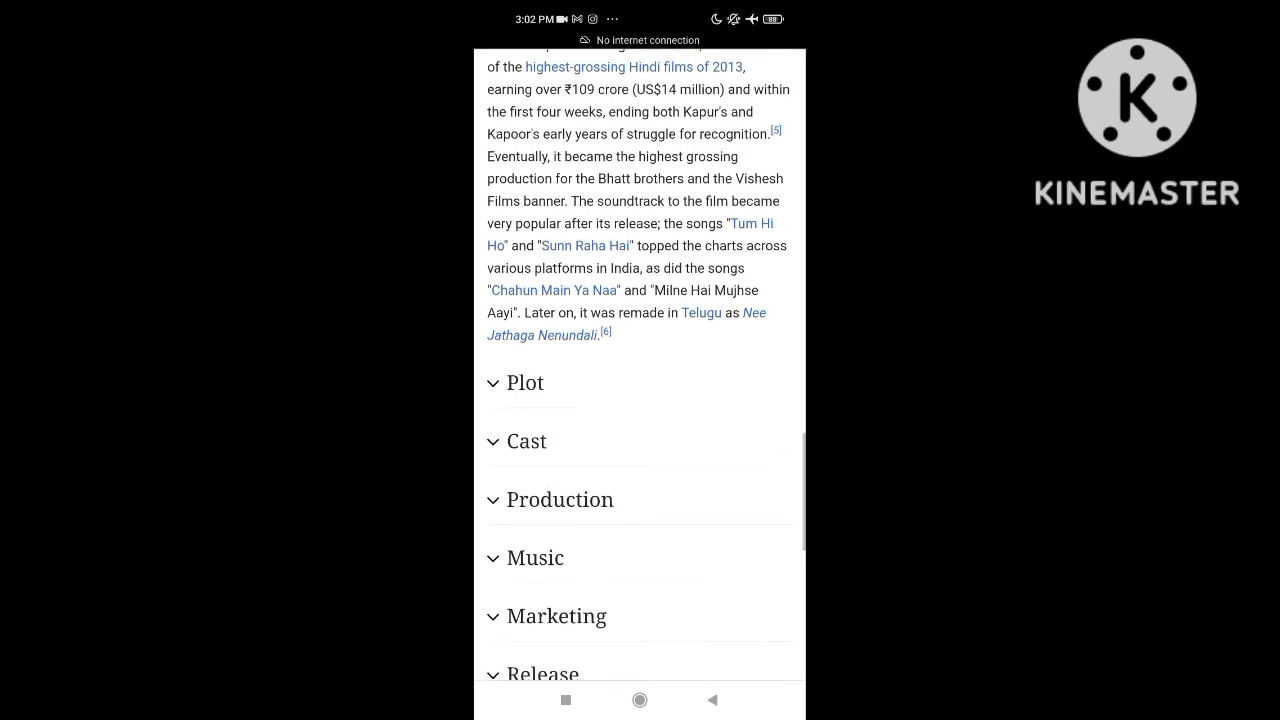 3:02 PM
88
No internet connection
of the highest-grossing Hindi films of 2013,
earning over ₹109 crore (US$14 million) and within
the first four weeks, ending both Kapur's and
Kapoor's early years of struggle for recognition.[5]
Eventually, it became the highest grossing
production for the Bhatt brothers and the Vishesh
Films banner. The soundtrack to the film became
very popular after its release; the songs "Tum Hi
Ho" and "Sunn Raha Hai" topped the charts across
various platforms in India, as did the songs
"Chahun Main Ya Naa" and "Milne Hai Mujhse
Aayi". Later on, it was remade in Telugu as Nee
Jathaga Nenundali.[6]
Plot
Cast
Production
Music
Marketing
Release
K
KINEMASTER